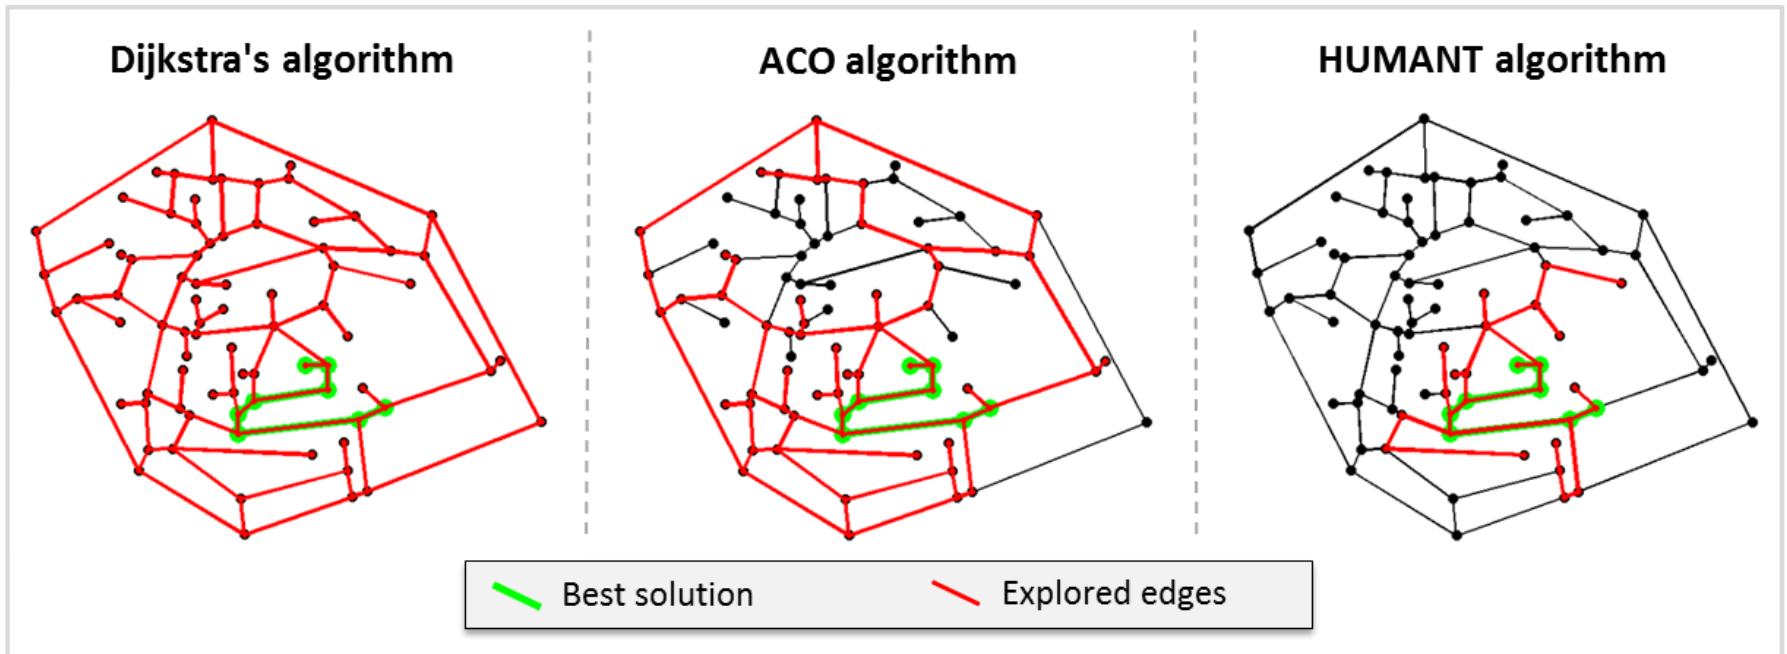 Dijkstra's algorithm
ACO algorithm
HUMANT algorithm
Best solution
Explored edges